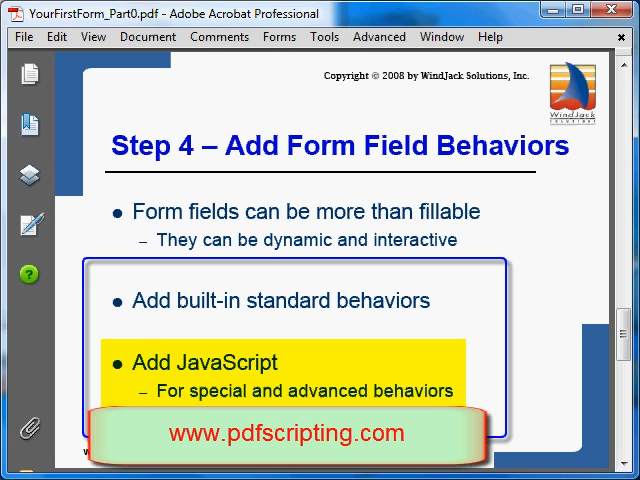 YourFirstForm_Part0.pdf - Adobe Acrobat Professional
File Edit View Document Comments Forms Tools Advanced Window Help
Copyright © 2008 by WindJack Solutions, Inc.
WindJack
SOLUTIONS
Step 4 – Add Form Field Behaviors
● Form fields can be more than fillable
– They can be dynamic and interactive
● Add built-in standard behaviors
● Add JavaScript
– For special and advanced behaviors
www.pdfscripting.com